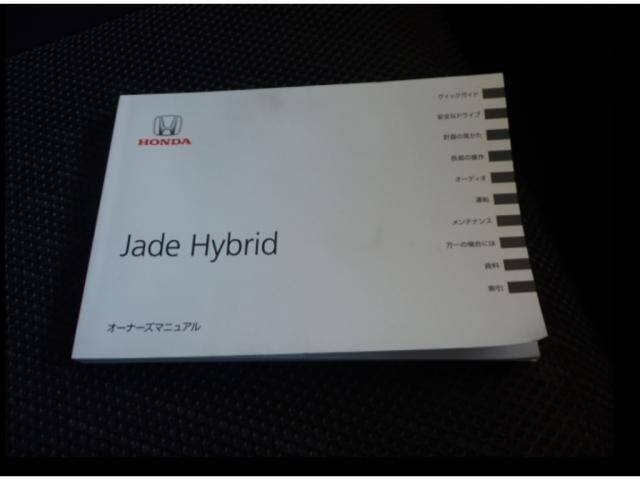 HONDA
Jade Hybrid
オーナーズマニュアル
クイックガイド
安全なドライブ
計器の見かた
各部の操作
オーディオ
運転
メンテナンス
万一の場合には
資料
索引